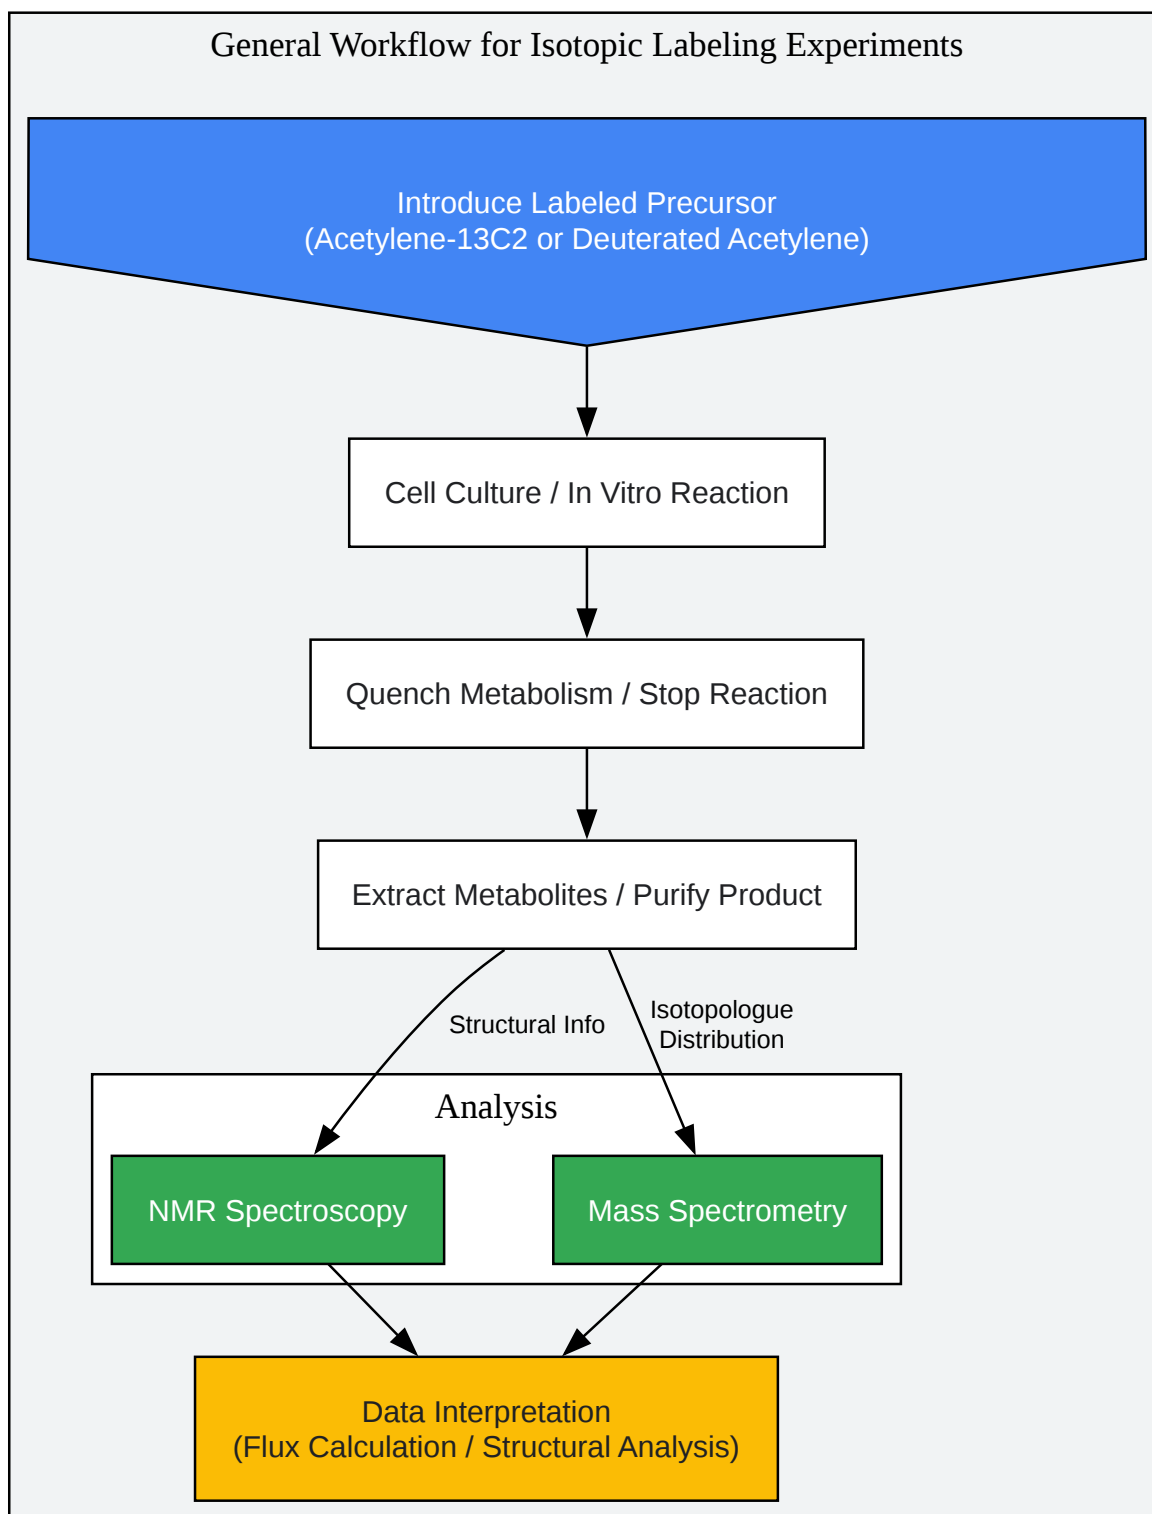 General Workflow for Isotopic Labeling Experiments
Introduce Labeled Precursor
(Acetylene-13C2 or Deuterated Acetylene)
Cell Culture / In Vitro Reaction
Quench Metabolism / Stop Reaction
Extract Metabolites / Purify Product
Structural Info
Isotopologue
Distribution
Analysis
NMR Spectroscopy
Mass Spectrometry
Data Interpretation
(Flux Calculation / Structural Analysis)